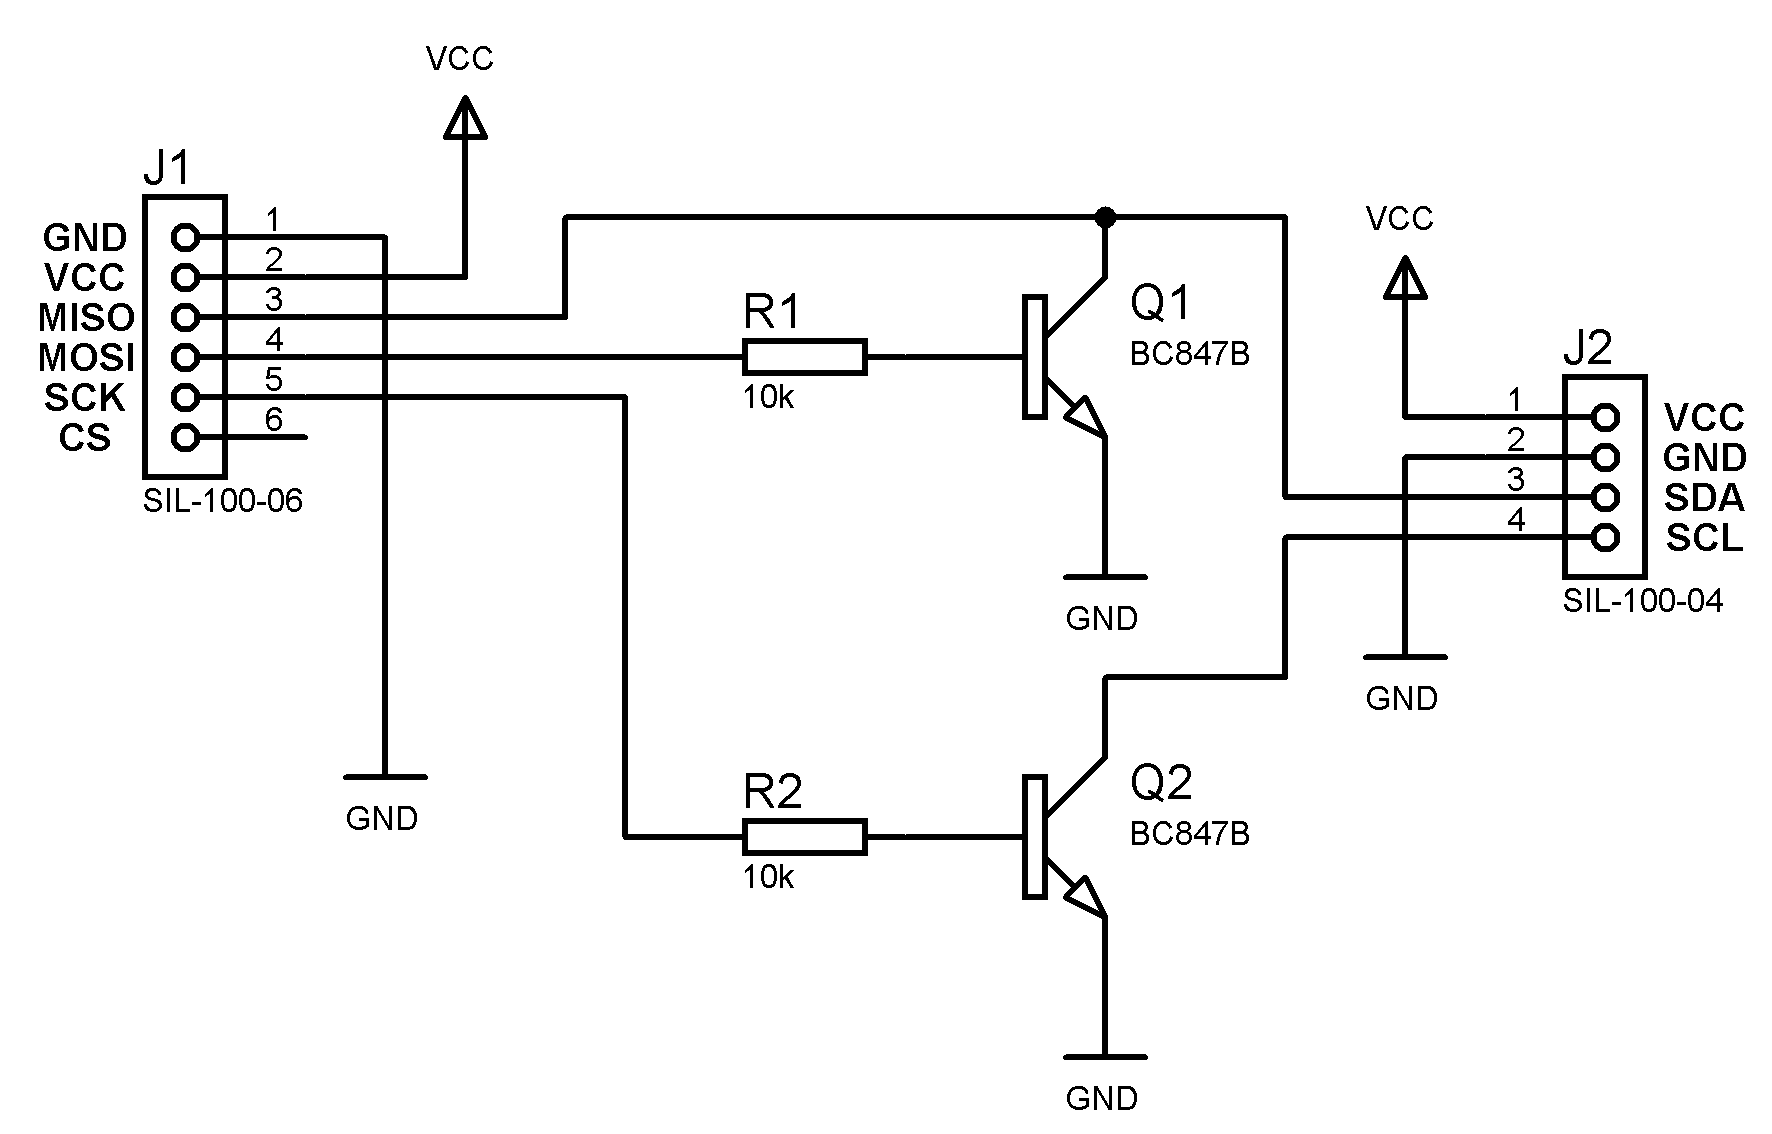 VCC
J1
GND 1
VCC 2
MISO 3
MOSI 4
SCK 5
CS 6
SIL-100-06
GND
R1
10k
Q1
BC847B
GND
R2
10k
Q2
BC847B
GND
VCC
J2
1 VCC
2 GND
3 SDA
4 SCL
SIL-100-04
GND